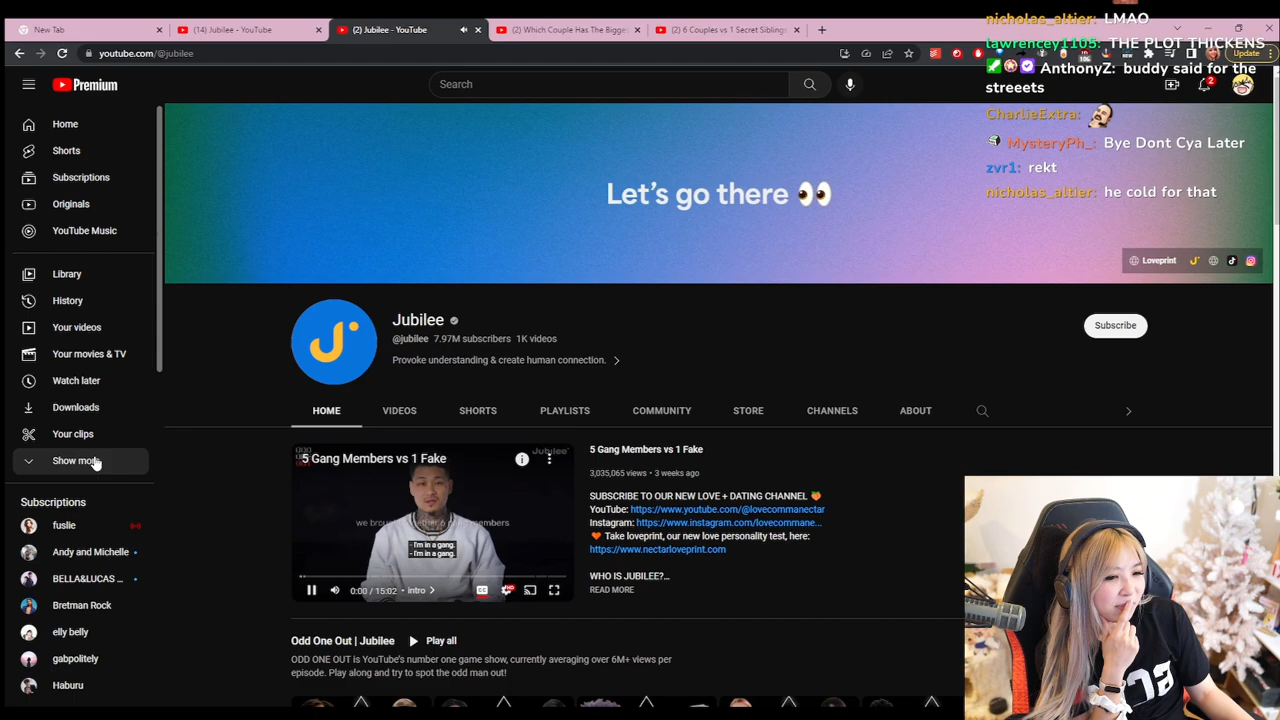 New Tab
(14) Jubilee - YouTube
(2) Jubilee - YouTube
(2) Which Couple Has The Bigge
(2) 6 Couples vs 1 Secret Siblings
youtube.com/@jubilee
Update
nicholas_altier: LMAO
lawrencey1105: THE PLOT THICKENS
AnthonyZ: buddy said for the
streeets
CharlieExtra:
MysteryPh_: Bye Dont Cya Later
zvr1: rekt
nicholas_altier: he cold for that
Premium
Search
2
Home
Shorts
Subscriptions
Originals
YouTube Music
Library
History
Your videos
Your movies & TV
Watch later
Downloads
Your clips
Show more
Subscriptions
fuslie
Andy and Michelle
BELLA&LUCAS ...
Bretman Rock
elly belly
gabpolitely
Haburu
Let's go there 👀
Loveprint
Jubilee
@jubilee 7.97M subscribers 1K videos
Provoke understanding & create human connection.
Subscribe
HOME VIDEOS SHORTS PLAYLISTS COMMUNITY STORE CHANNELS ABOUT
5 Gang Members vs 1 Fake
- I'm in a gang.
- I'm in a gang.
0:00 / 15:02 • intro
5 Gang Members vs 1 Fake
3,035,065 views • 3 weeks ago
SUBSCRIBE TO OUR NEW LOVE + DATING CHANNEL 🍑
YouTube: https://www.youtube.com/@lovecommanectar
Instagram: https://www.instagram.com/lovecommane...
🧡 Take loveprint, our new love personality test, here:
https://www.nectarloveprint.com
WHO IS JUBILEE?...
READ MORE
Odd One Out | Jubilee
Play all
ODD ONE OUT is YouTube's number one game show, currently averaging over 6M+ views per
episode. Play along and try to spot the odd man out!